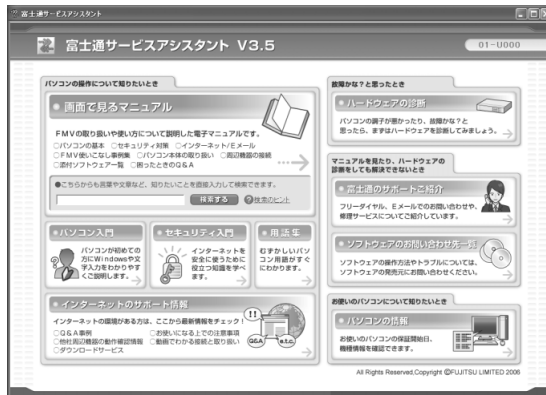 富士通サービスアシスタント
富士通サービスアシスタント V3.5
01-U000
パソコンの操作について知りたいとき
画面で見るマニュアル
FMVの取り扱いや使い方について説明した電子マニュアルです。
○パソコンの基本 ○セキュリティ対策 ○インターネット/Eメール
○FMV使いこなし事例集 ○パソコン本体の取り扱い ○周辺機器の接続
○添付ソフトウェア一覧 ○困ったときのQ&A
●こちらからも言葉や文章など、知りたいことを直接入力して検索できます。
検索する
検索のヒント
パソコン入門
パソコンが初めての
方にWindowsや文
字入力をわかりやす
くご説明します。
セキュリティ入門
インターネットを
安全に使うために
役立つ知識を学べ
ます。
用語集
むずかしいパソ
コン用語がすぐ
にわかります。
インターネットのサポート情報
インターネットの環境がある方は、ここから最新情報をチェック!
○Q&A事例 ○お使いになる上での注意事項
○他社周辺機器の動作確認情報 ○動画でわかる接続と取り扱い
○ダウンロードサービス
!!
Q&A
etc.
故障かな?と思ったとき
ハードウェアの診断
パソコンの調子が悪かったり、故障かな?と
思ったら、まずはハードウェアを診断してみましょう。
マニュアルを見たり、ハードウェアの
診断をしても解決できないとき
富士通のサポートご紹介
フリーダイヤル、Eメールでのお問い合わせや、
修理サービスについてご紹介しています。
ソフトウェアのお問い合わせ先一覧
ソフトウェアの操作方法やトラブルについては、
ソフトウェアの発売元にお問い合わせください。
お使いのパソコンについて知りたいとき
パソコンの情報
お使いのパソコンの保証開始日、
機種情報を確認できます。
All Rights Reserved,Copyright ©FUJITSU LIMITED 2006